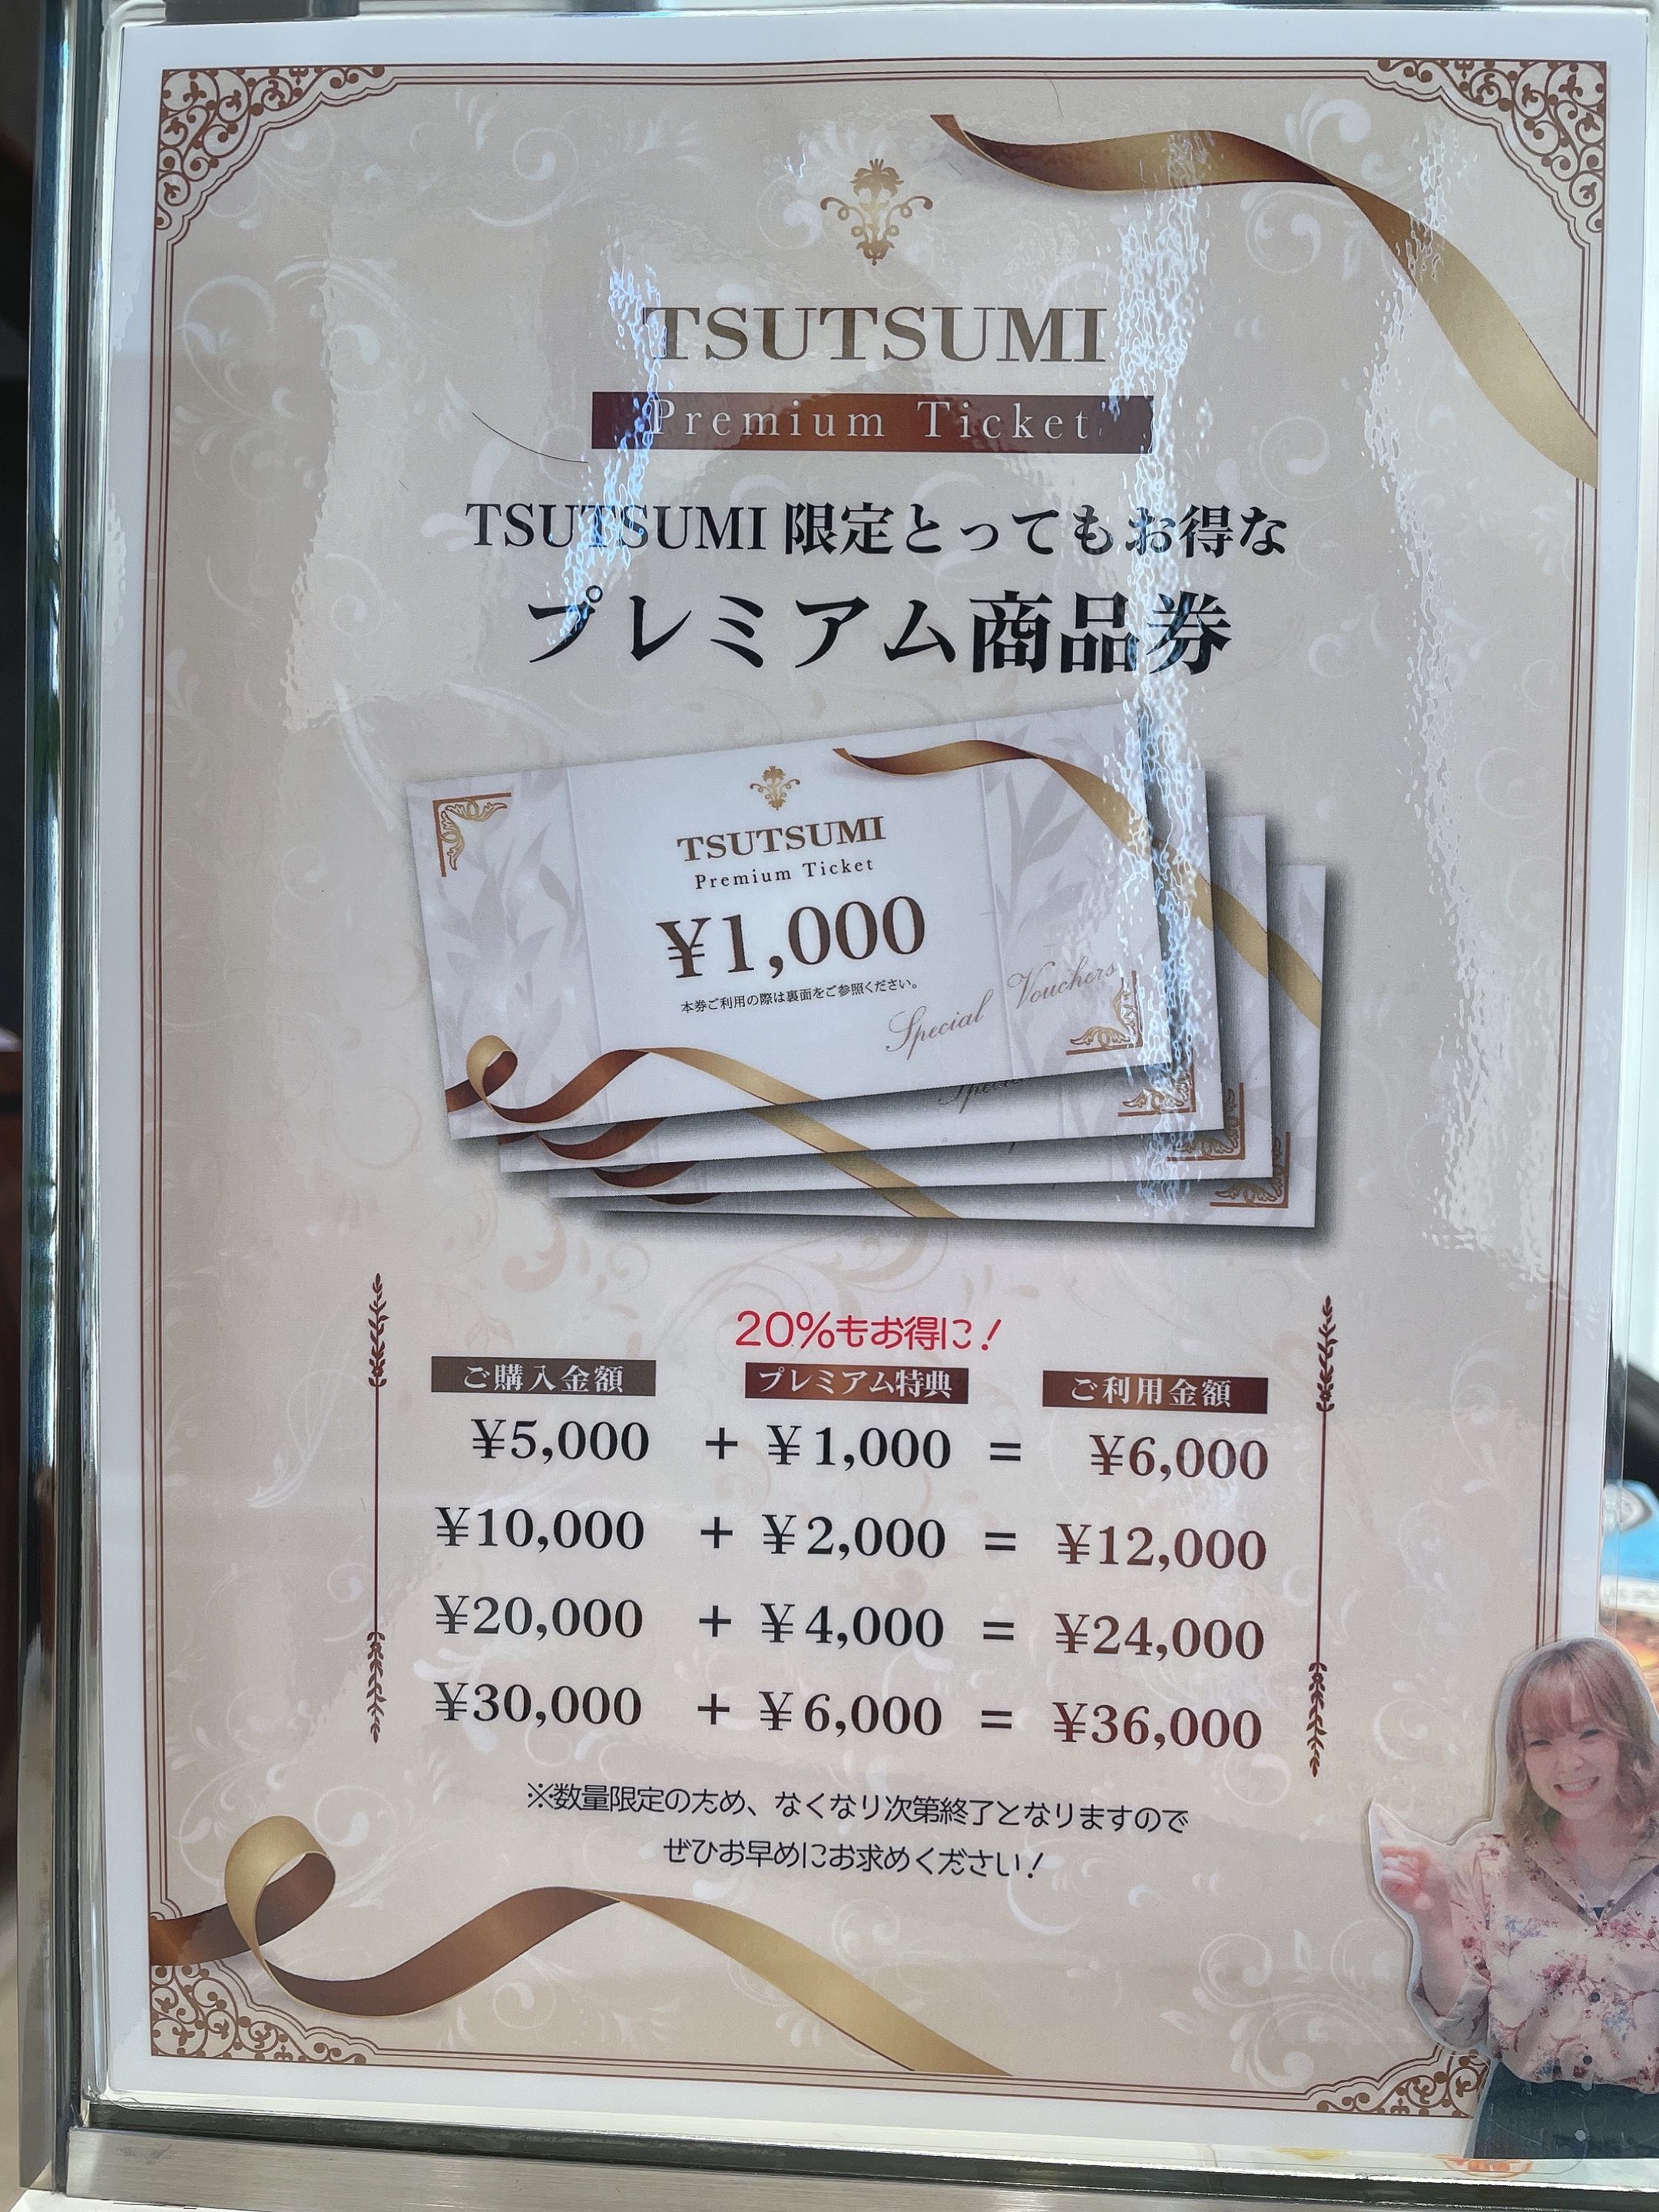 TSUTSUMI
Premium Ticket
TSUTSUMI 限定とってもお得な
プレミアム商品券
TSUTSUMI
Premium Ticket
¥1,000
本券ご利用の際は裏面をご参照ください。
Special Vouchers
20%もお得に!
ご購入金額 プレミアム特典 ご利用金額
¥5,000 + ¥1,000 = ¥6,000
¥10,000 + ¥2,000 = ¥12,000
¥20,000 + ¥4,000 = ¥24,000
¥30,000 + ¥6,000 = ¥36,000
※数量限定のため、なくなり次第終了となりますので
ぜひお早めにお求めください!